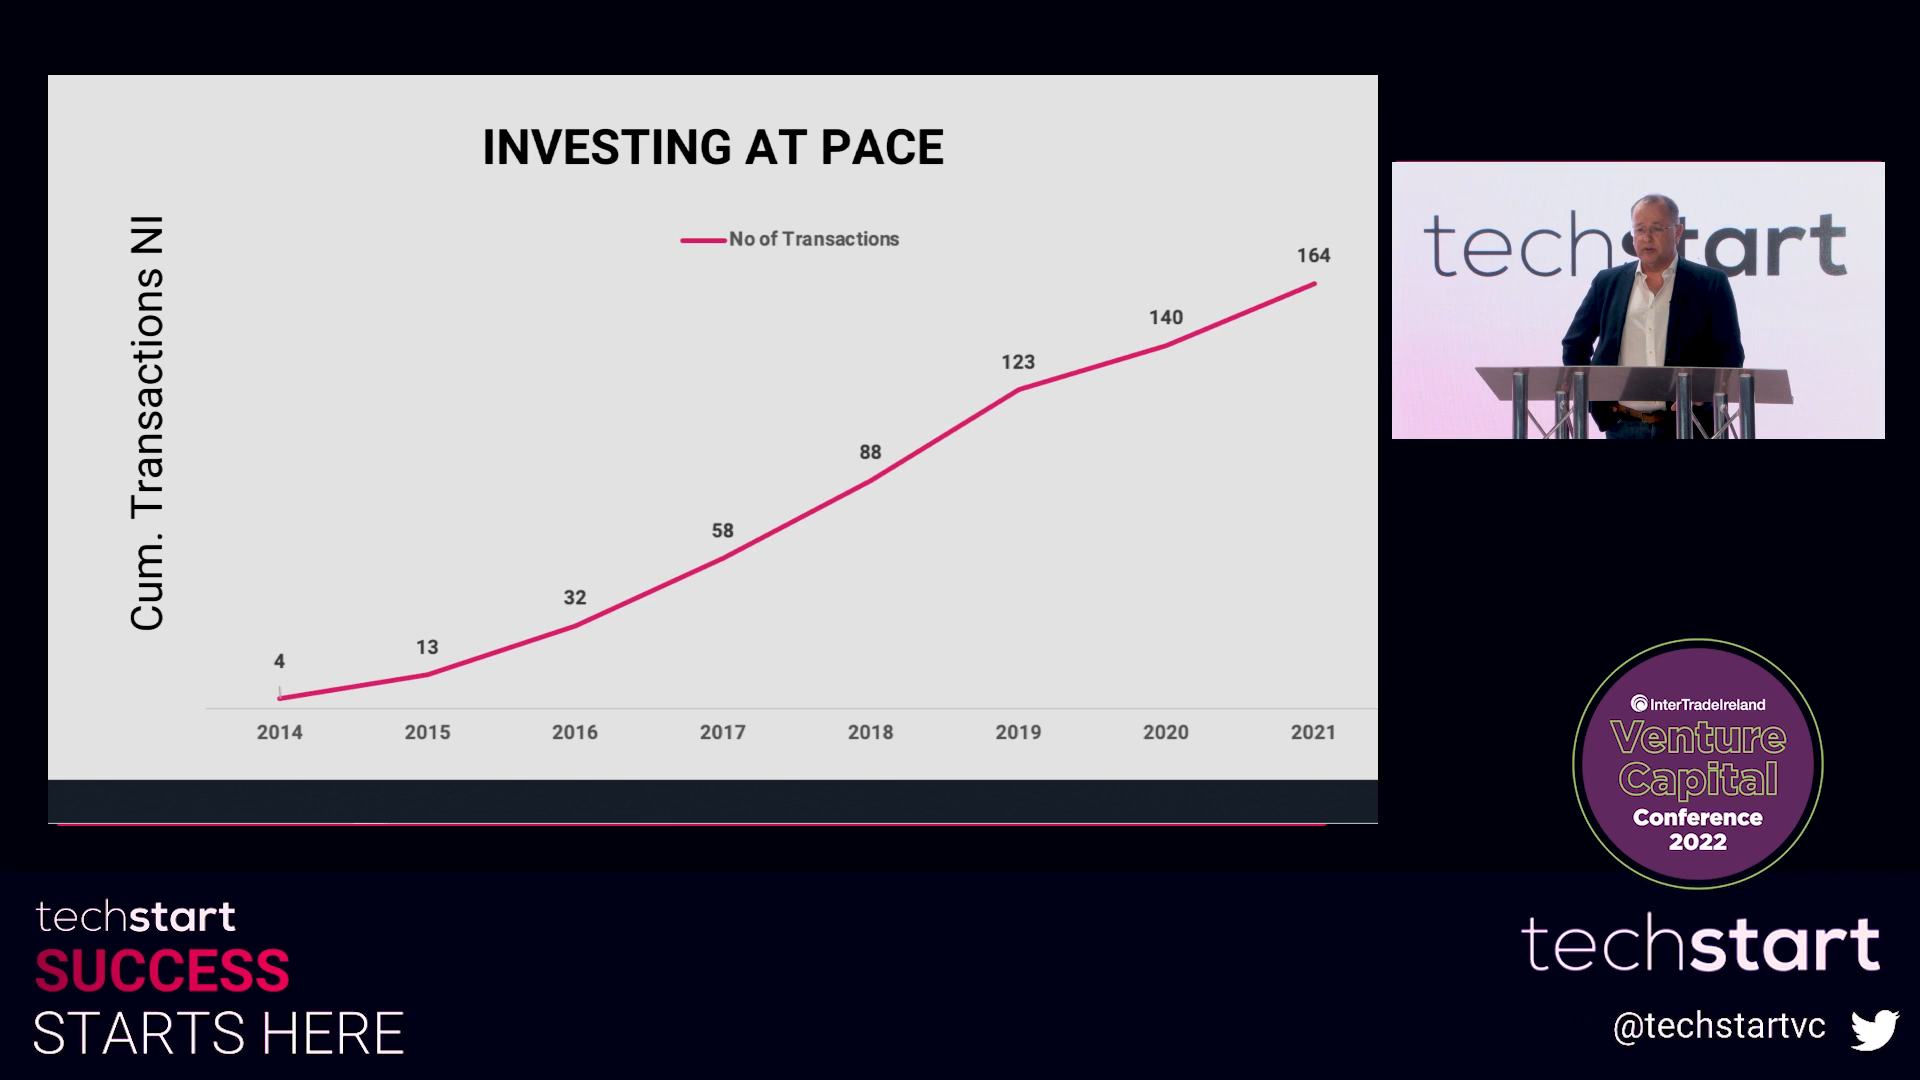 INVESTING AT PACE
No of Transactions
Cum. Transactions NI
4
13
32
58
88
123
140
164
2014
2015
2016
2017
2018
2019
2020
2021
techstart
InterTradeIreland
Venture
Capital
Conference
2022
techstart
SUCCESS
STARTS HERE
techstart
@techstartvc